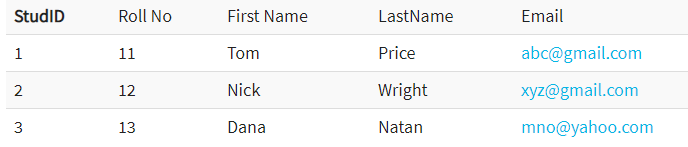 StudID Roll No First Name LastName Email
1 11 Tom Price abc@gmail.com
2 12 Nick Wright xyz@gmail.com
3 13 Dana Natan mno@yahoo.com